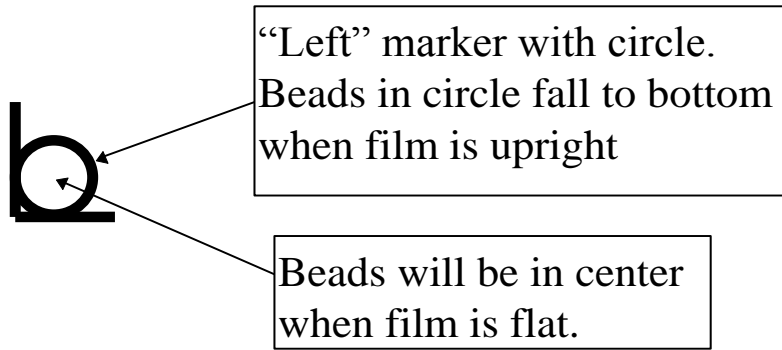 “Left” marker with circle.
Beads in circle fall to bottom
when film is upright
Beads will be in center
when film is flat.